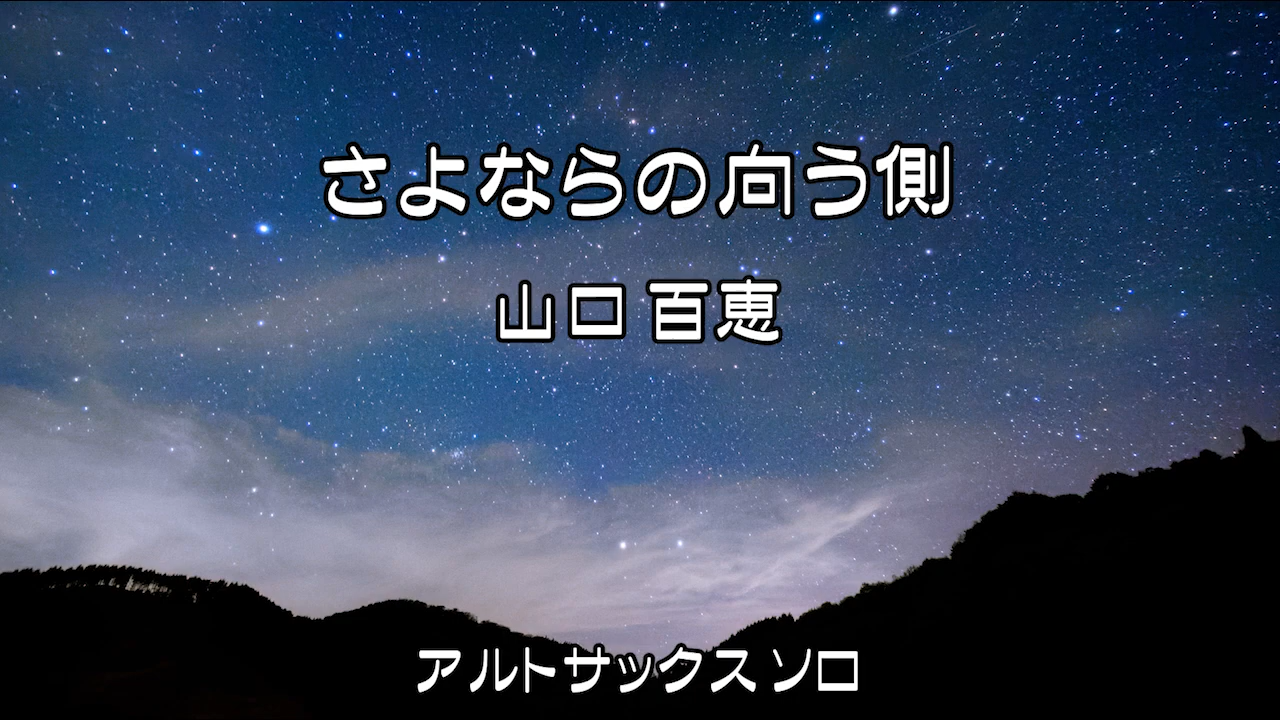 さよならの向う側
山口 百恵
アルトサックス ソロ